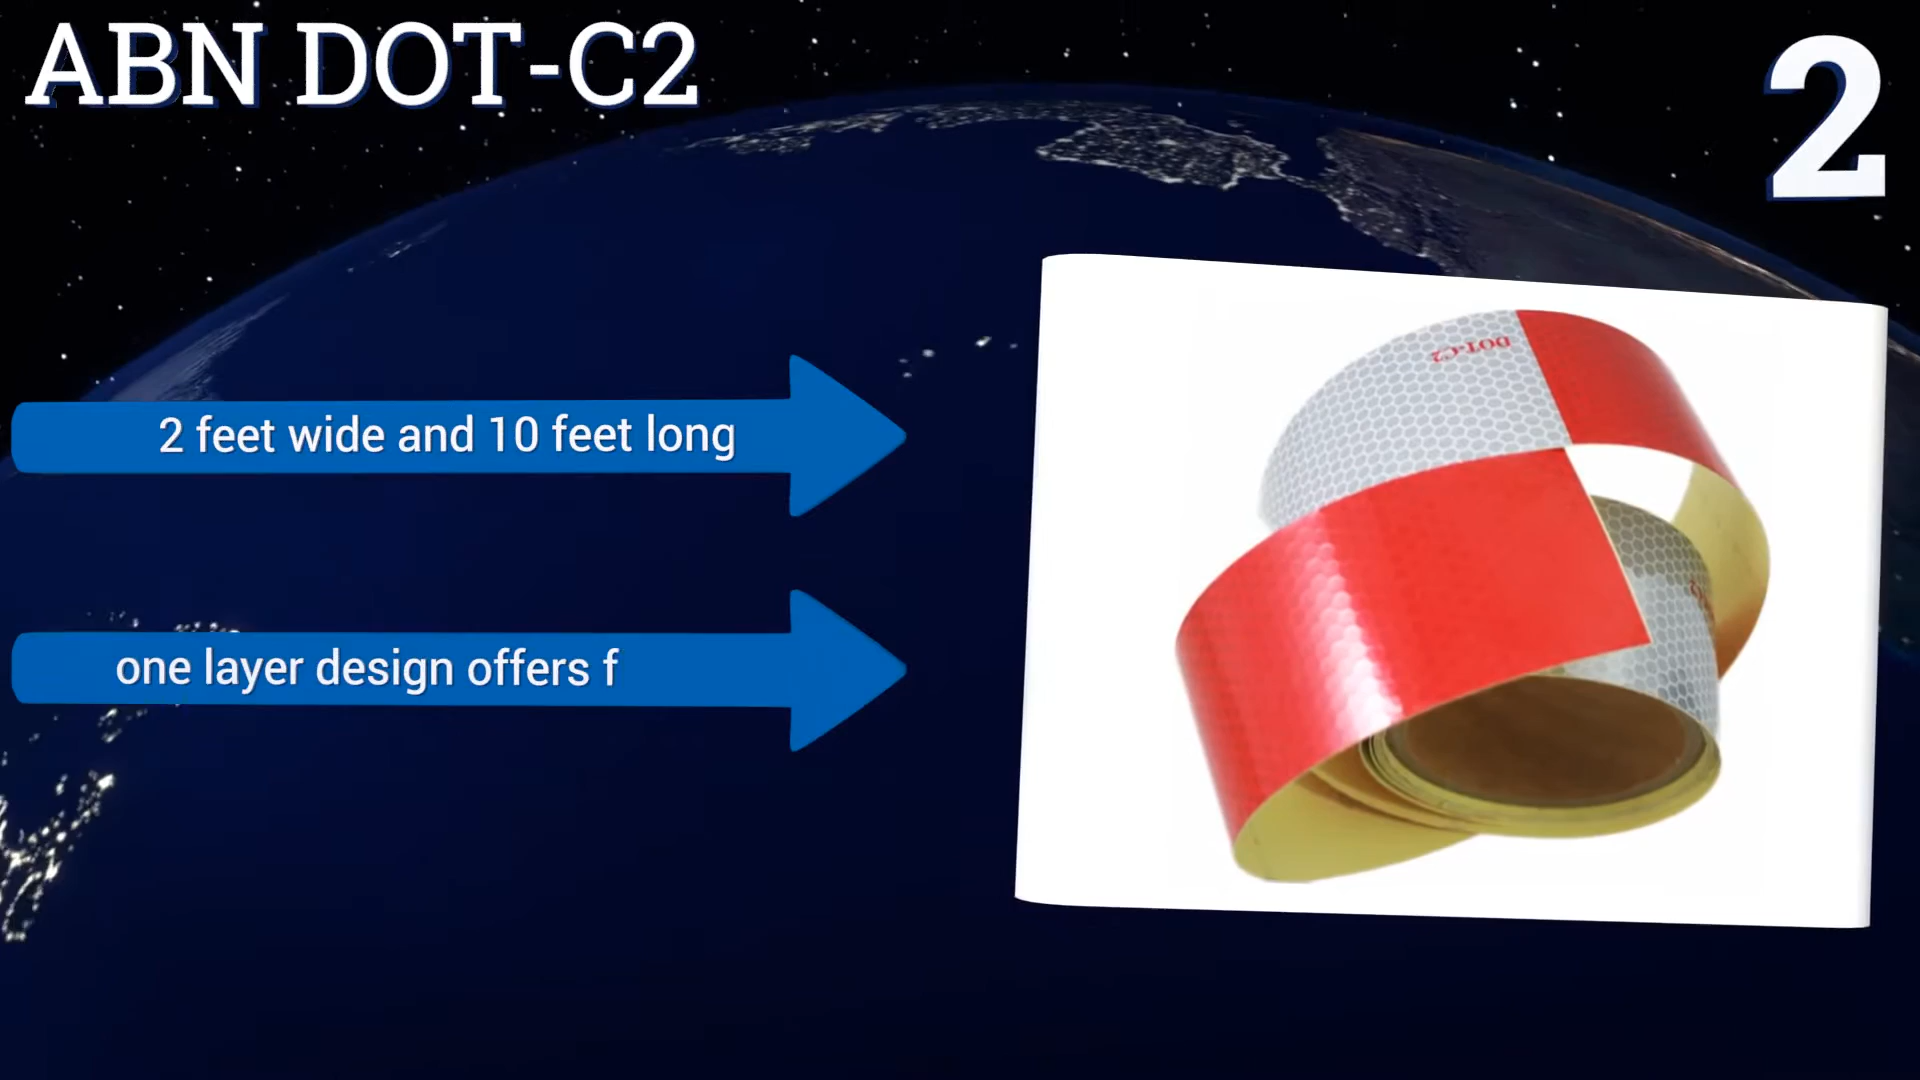 ABN DOT-C2
2
2 feet wide and 10 feet long
one layer design offers f
DOT-C2